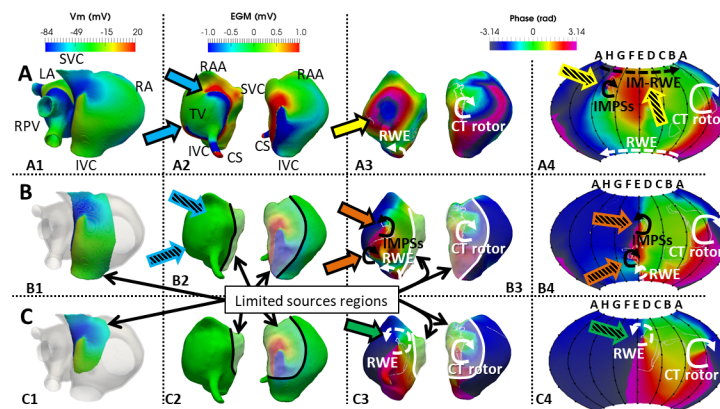 Vm (mV)
-84 -49 -15 20
EGM (mV)
-1.0 -0.5 0.0 0.5 1.0
Phase (rad)
-3.14 0 3.14
A
SVC
LA
RA
RPV
IVC
A1
RAA
SVC
RAA
TV
IVC
CS
CS
IVC
A2
RWE
CT rotor
A3
A H G F E D C B A
IM-RWE
IMPSs
CT rotor
RWE
A4
B
B1
B2
IMPSs
RWE
CT rotor
B3
A H G F E D C B A
IMPSs
CT rotor
RWE
B4
Limited sources regions
C
C1
C2
RWE
CT rotor
C3
A H G F E D C B A
RWE
CT rotor
C4